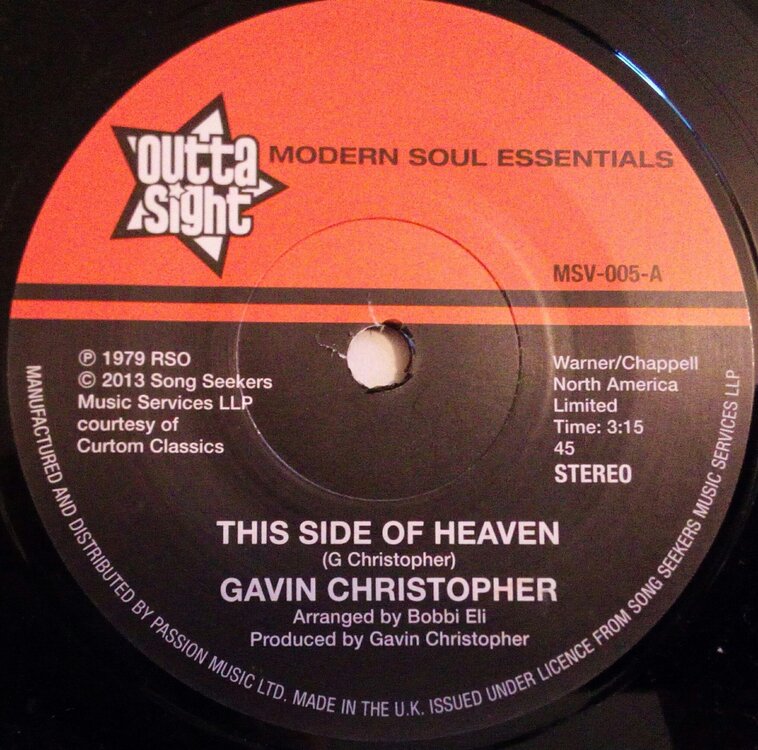 'outta
sight
MODERN SOUL ESSENTIALS
MSV-005-A
℗ 1979 RSO
© 2013 Song Seekers
Music Services LLP
courtesy of
Curtom Classics
Warner/Chappell
North America
Limited
Time: 3:15
45
STEREO
THIS SIDE OF HEAVEN
(G Christopher)
GAVIN CHRISTOPHER
Arranged by Bobbi Eli
Produced by Gavin Christopher
MANUFACTURED AND DISTRIBUTED BY PASSION MUSIC LTD. MADE IN THE U.K. ISSUED UNDER LICENCE FROM SONG SEEKERS MUSIC SERVICES LLP